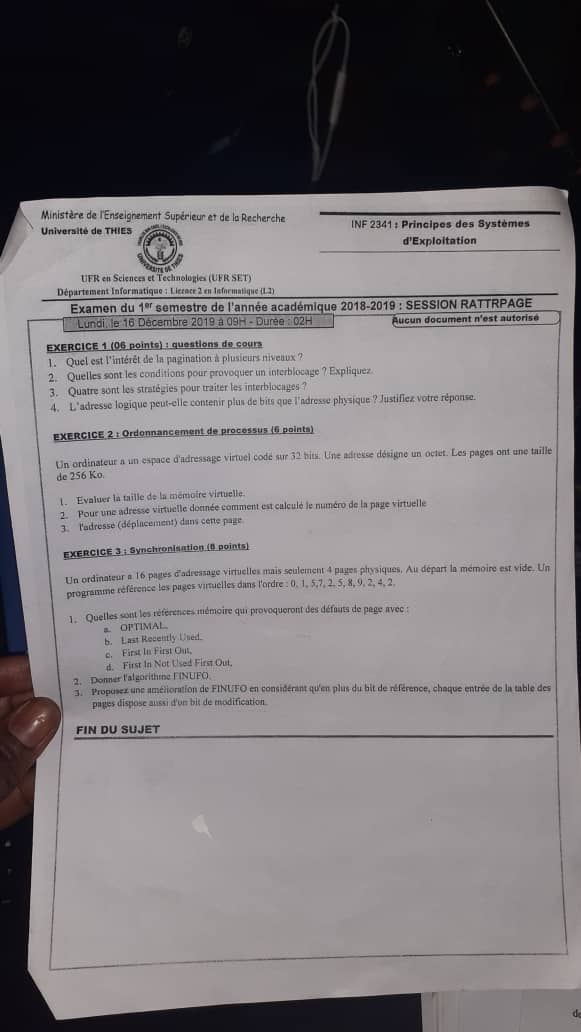 Ministère de l'Enseignement Supérieur et de la Recherche
Université de THIES
INF 2341 : Principes des Systèmes
d'Exploitation
UNIVERSITE DE THIES
UFR en Sciences et Technologies (UFR SET)
Département Informatique : Licence 2 en Informatique (L2)
Examen du 1er semestre de l'année académique 2018-2019 : SESSION RATTRPAGE
Lundi, le 16 Décembre 2019 à 09H - Durée : 02H
Aucun document n'est autorisé
EXERCICE 1 (06 points) : questions de cours
1. Quel est l'intérêt de la pagination à plusieurs niveaux ?
2. Quelles sont les conditions pour provoquer un interblocage ? Expliquez.
3. Quatre sont les stratégies pour traiter les interblocages ?
4. L'adresse logique peut-elle contenir plus de bits que l'adresse physique ? Justifiez votre réponse.
EXERCICE 2 : Ordonnancement de processus (6 points)
Un ordinateur a un espace d'adressage virtuel codé sur 32 bits. Une adresse désigne un octet. Les pages ont une taille
de 256 Ko.
1. Evaluer la taille de la mémoire virtuelle.
2. Pour une adresse virtuelle donnée comment est calculé le numéro de la page virtuelle
3. l'adresse (déplacement) dans cette page.
EXERCICE 3 : Synchronisation (8 points)
Un ordinateur a 16 pages d'adressage virtuelles mais seulement 4 pages physiques. Au départ la mémoire est vide. Un
programme référence les pages virtuelles dans l'ordre : 0, 1, 5,7, 2, 5, 8, 9, 2, 4, 2.
1. Quelles sont les références mémoire qui provoqueront des défauts de page avec :
a. OPTIMAL,
b. Last Recently Used,
c. First In First Out,
d. First In Not Used First Out,
2. Donner l'algorithme FINUFO.
3. Proposez une amélioration de FINUFO en considérant qu'en plus du bit de référence, chaque entrée de la table des
pages dispose aussi d'un bit de modification.
FIN DU SUJET